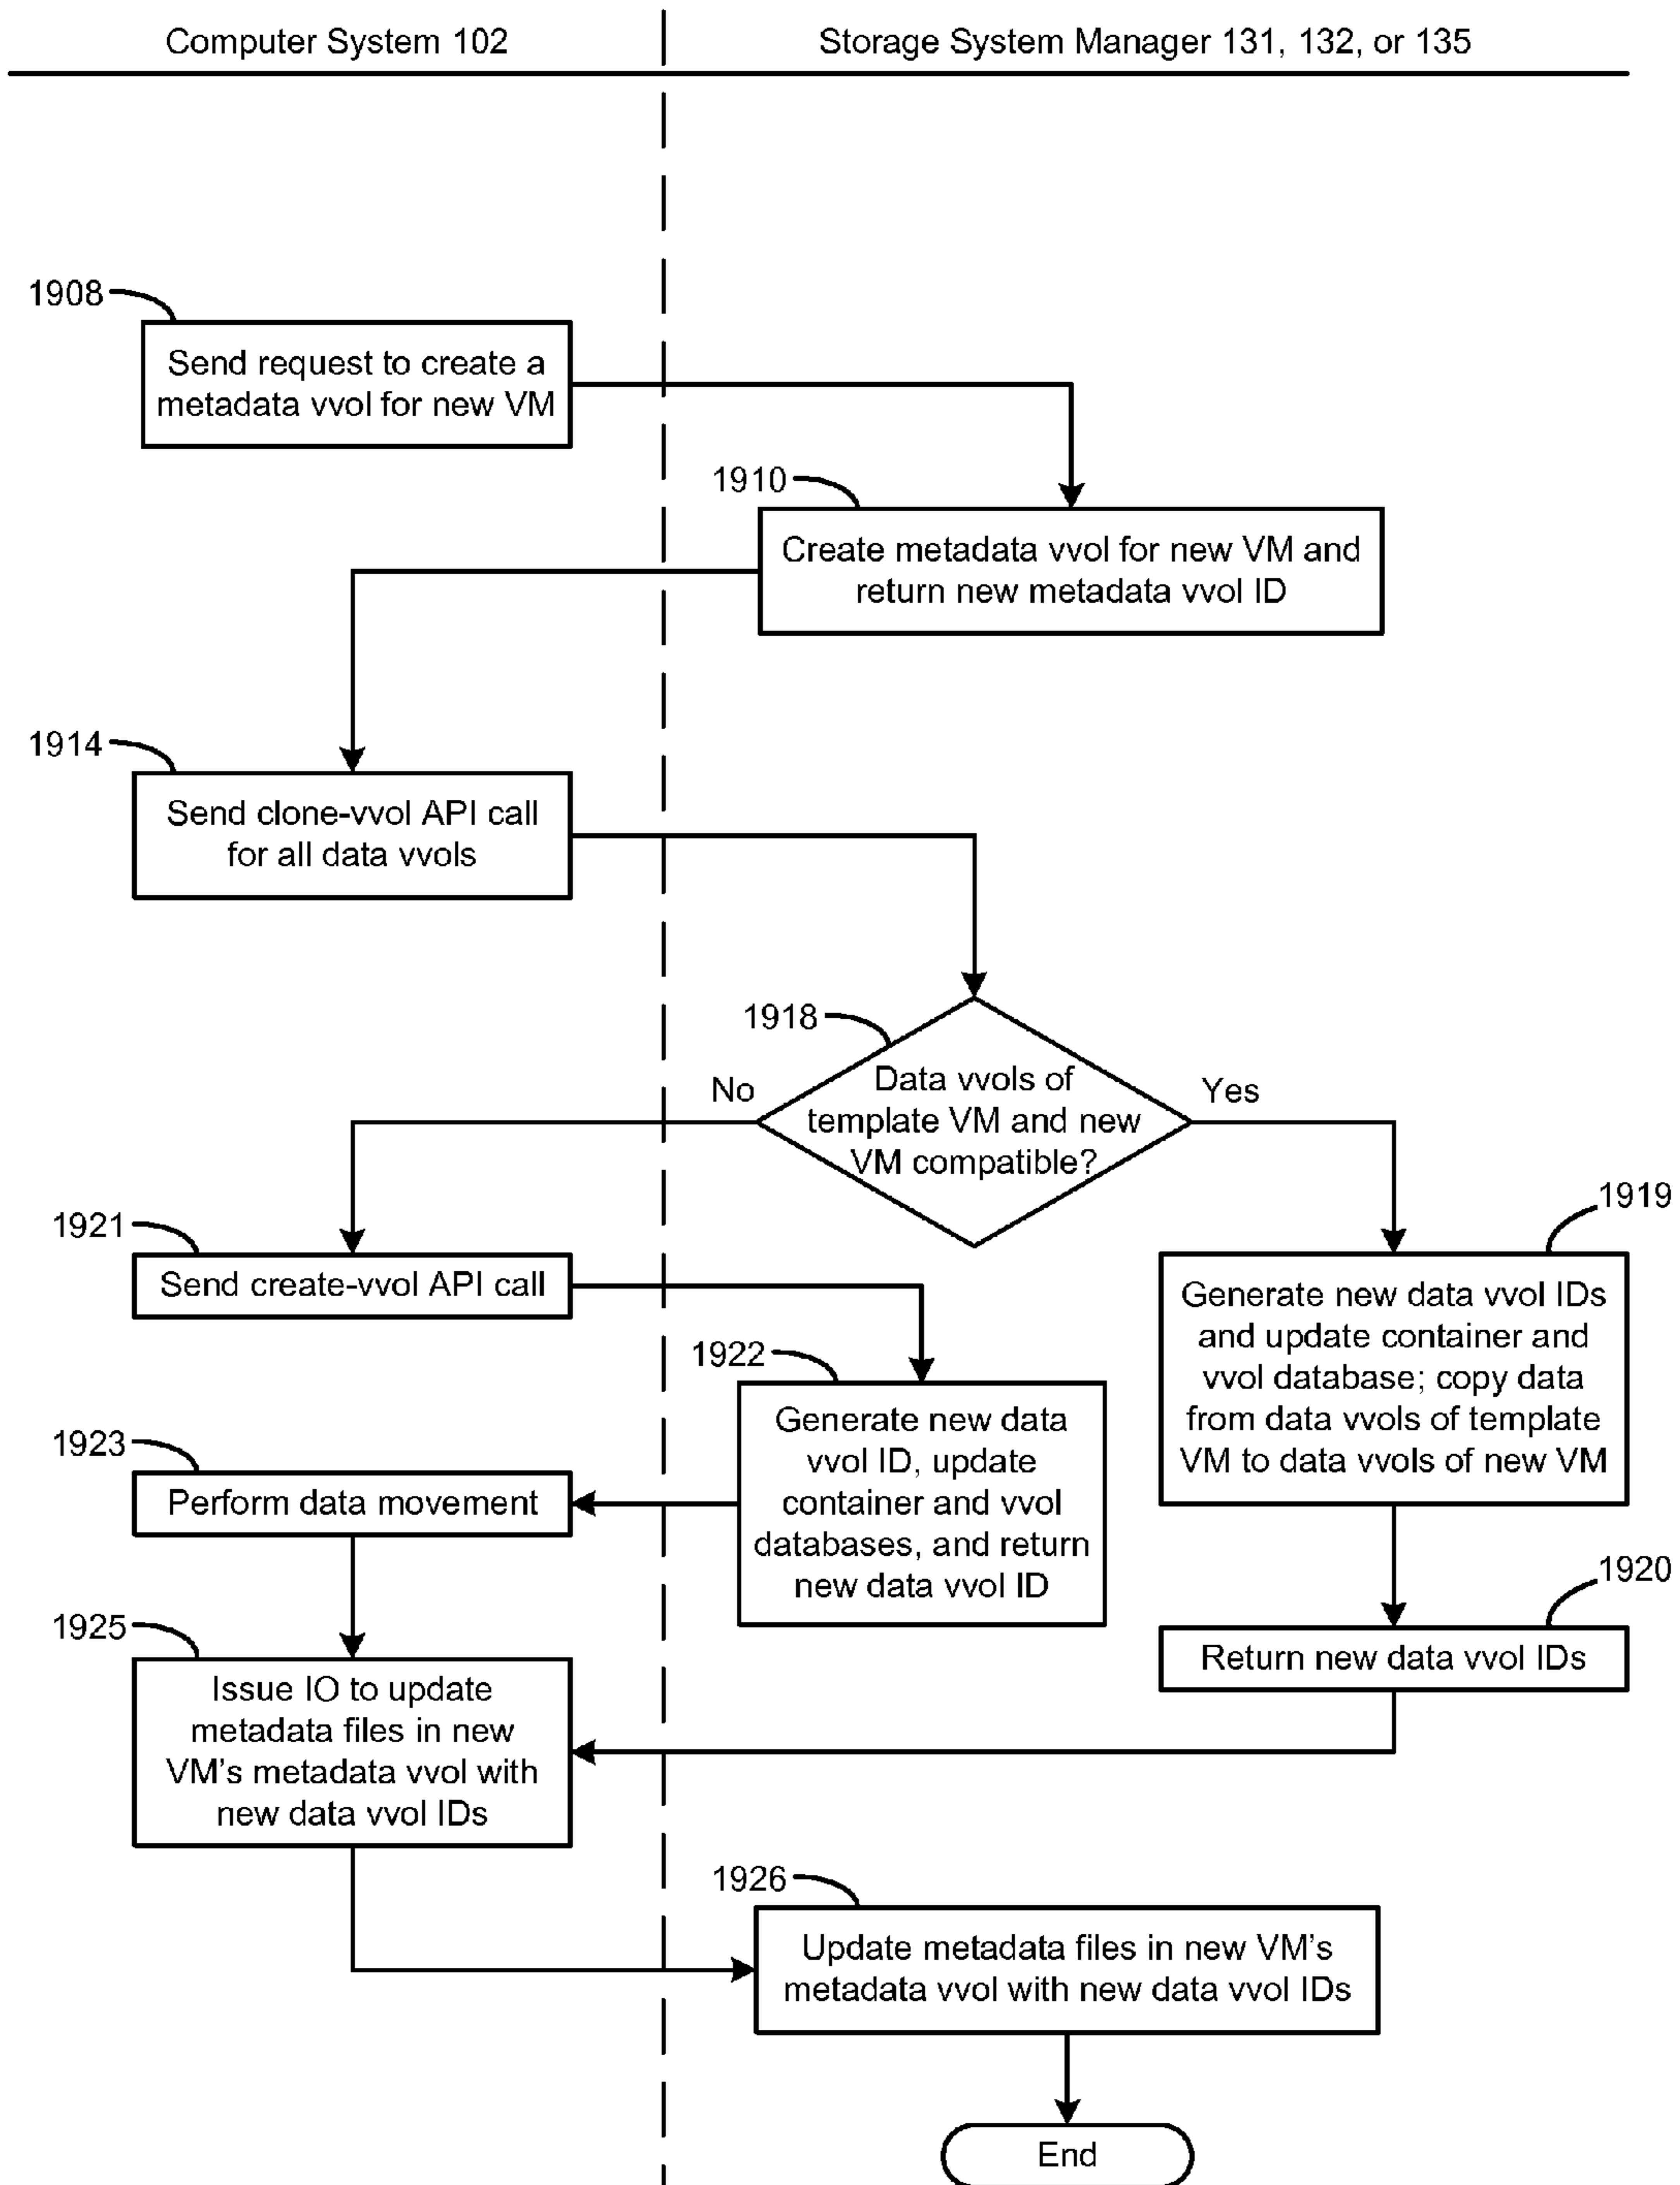 Computer System 102
Storage System Manager 131, 132, or 135
1908
Send request to create a
metadata vvol for new VM
1910
Create metadata vvol for new VM and
return new metadata vvol ID
1914
Send clone-vvol API call
for all data vvols
1918
Data vvols of
template VM and new
VM compatible?
No
Yes
1921
Send create-vvol API call
1919
Generate new data vvol IDs
and update container and
vvol database; copy data
from data vvols of template
VM to data vvols of new VM
1922
Generate new data
vvol ID, update
container and vvol
databases, and return
new data vvol ID
1923
Perform data movement
1920
Return new data vvol IDs
1925
Issue IO to update
metadata files in new
VM's metadata vvol with
new data vvol IDs
1926
Update metadata files in new VM's
metadata vvol with new data vvol IDs
End